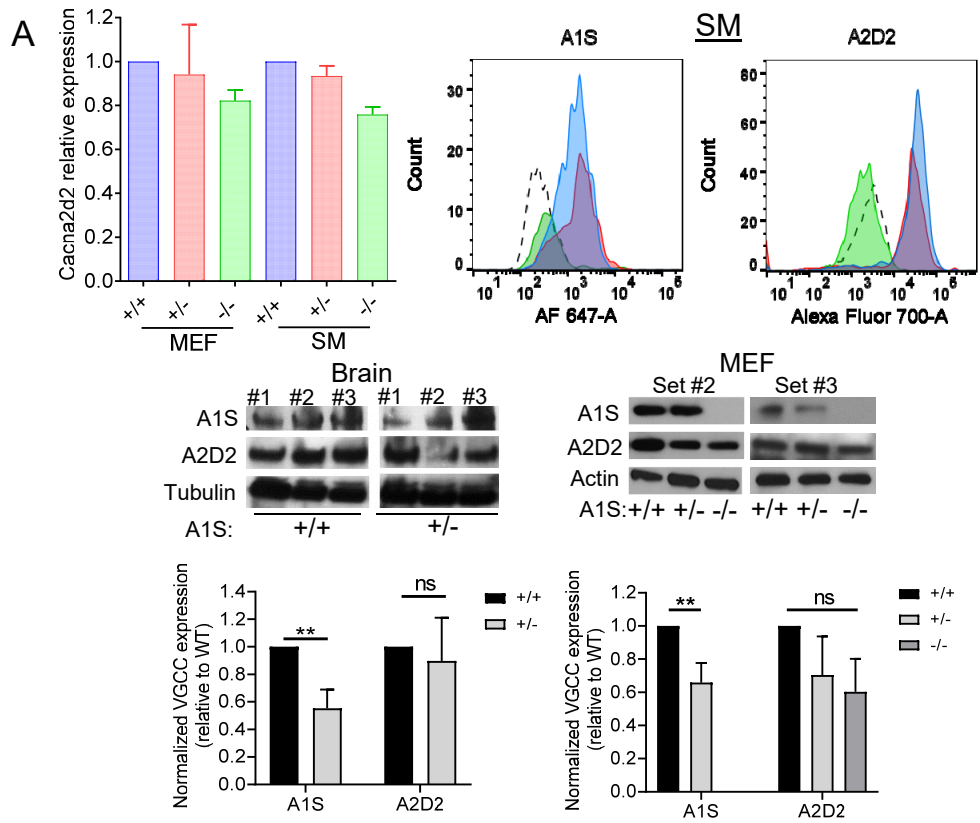 A
Cacna2d2 relative expression
1.2
1.0
0.8
0.6
0.4
0.2
0.0
+/+ +/- -/- +/+ +/- -/-
MEF SM
SM
A1S
Count
30
20
10
0
10¹ 10² 10³ 10⁴ 10⁵
AF 647-A
A2D2
Count
80
60
40
20
0
10¹ 10² 10³ 10⁴ 10⁵
Alexa Fluor 700-A
Brain
#1 #2 #3 #1 #2 #3
A1S
A2D2
Tubulin
A1S: +/+ +/-
MEF
Set #2 Set #3
A1S
A2D2
Actin
A1S: +/+ +/- -/- +/+ +/- -/-
Normalized VGCC expression
(relative to WT)
1.4
1.2
1.0
0.8
0.6
0.4
0.2
0.0
** ns
+/+
+/-
A1S A2D2
Normalized VGCC expression
(relative to WT)
1.2
1.0
0.8
0.6
0.4
0.2
0.0
** ns
+/+
+/-
-/-
A1S A2D2